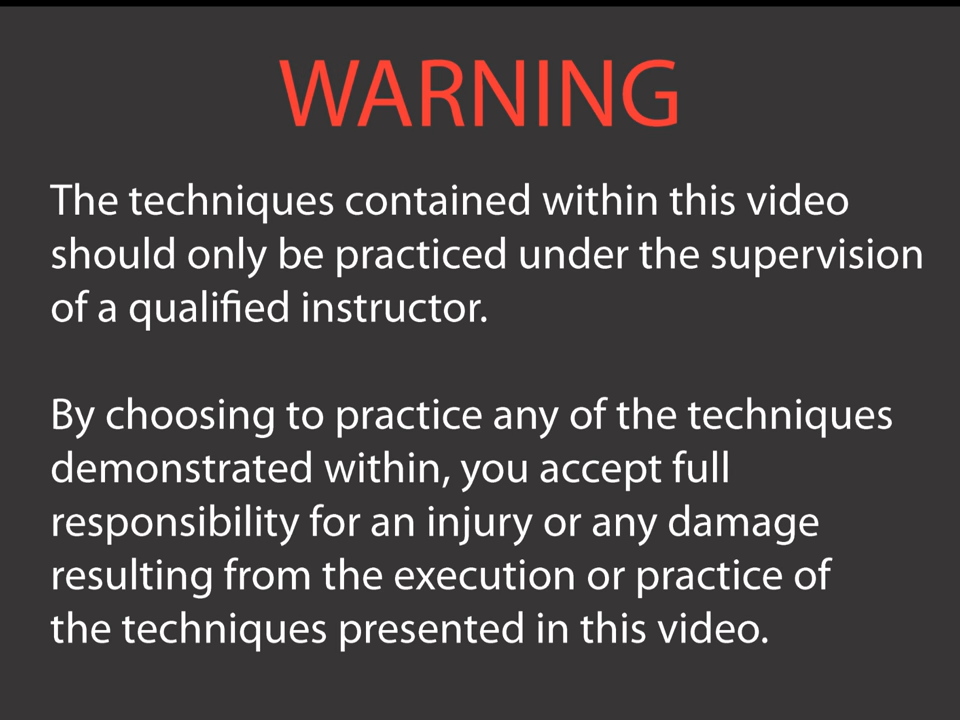 WARNING
The techniques contained within this video
should only be practiced under the supervision
of a qualified instructor.
By choosing to practice any of the techniques
demonstrated within, you accept full
responsibility for an injury or any damage
resulting from the execution or practice of
the techniques presented in this video.